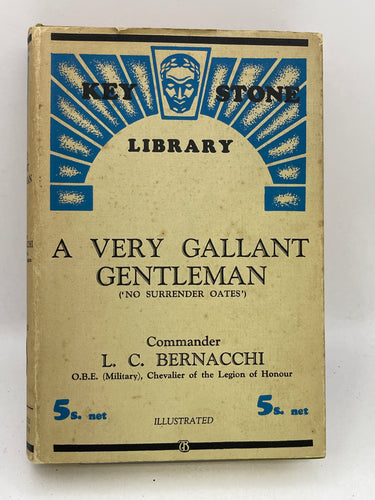 KEY STONE
LIBRARY
A VERY GALLANT
GENTLEMAN
('NO SURRENDER OATES')
Commander
L. C. BERNACCHI
O.B.E. (Military), Chevalier of the Legion of Honour
5s. net
5s. net
ILLUSTRATED